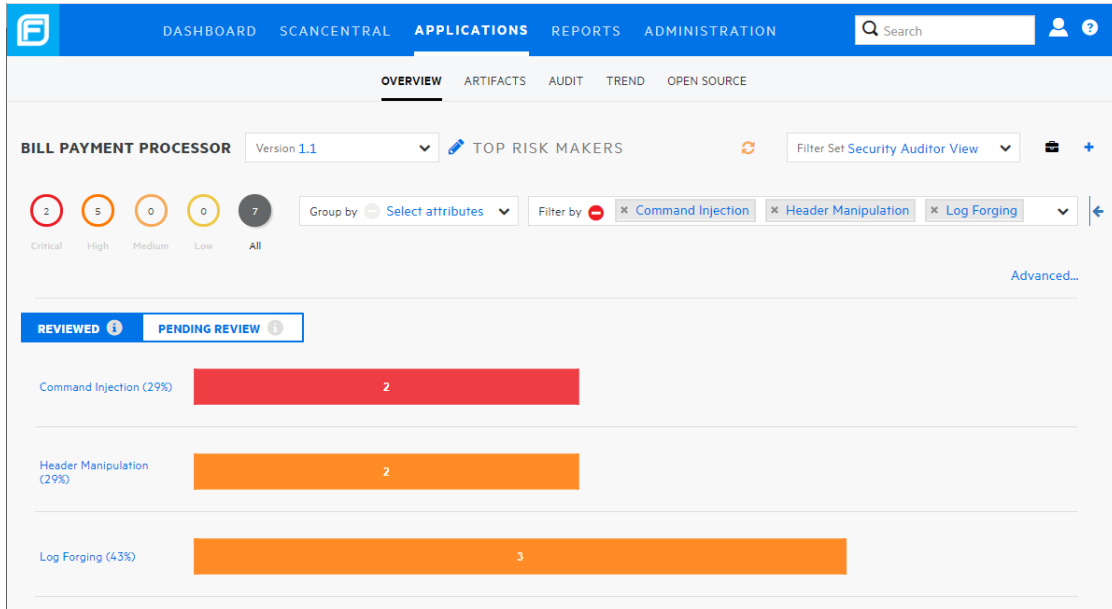 DASHBOARD SCANCENTRAL APPLICATIONS REPORTS ADMINISTRATION Search ?
OVERVIEW ARTIFACTS AUDIT TREND OPEN SOURCE
BILL PAYMENT PROCESSOR Version 1.1 TOP RISK MAKERS Filter Set Security Auditor View
2 5 0 0 7 Group by Select attributes Filter by × Command Injection × Header Manipulation × Log Forging
Critical High Medium Low All
Advanced...
REVIEWED i PENDING REVIEW i
Command Injection (29%) 2
Header Manipulation
(29%) 2
Log Forging (43%) 3